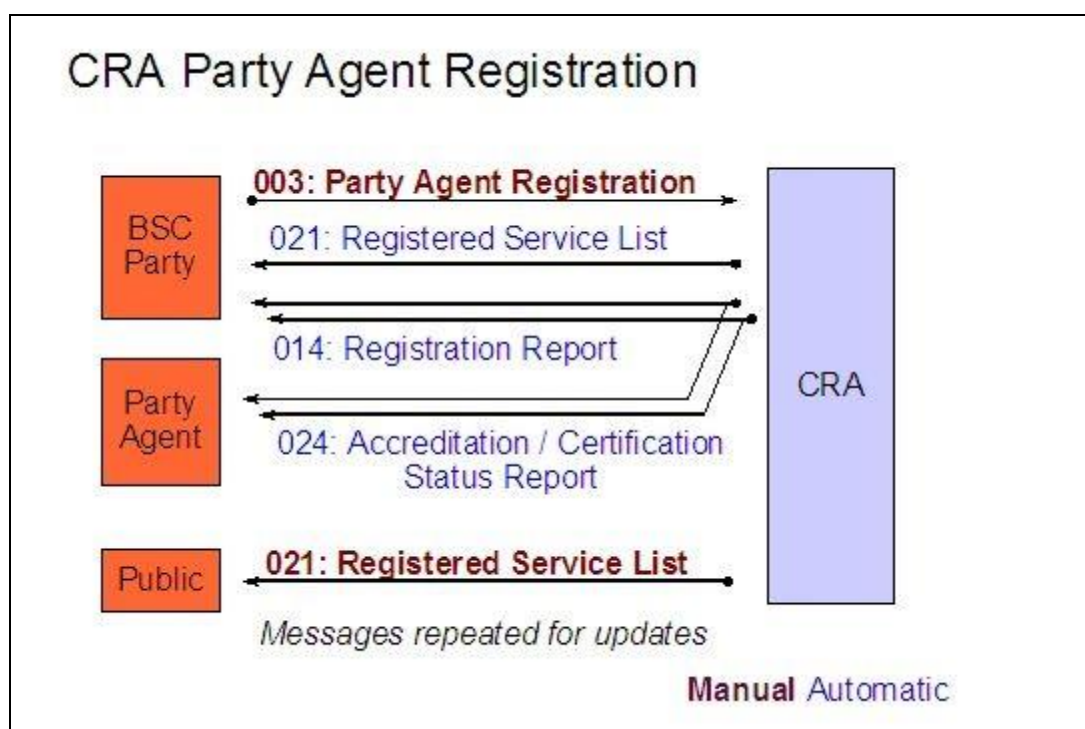 CRA Party Agent Registration
003: Party Agent Registration
BSC
Party
021: Registered Service List
014: Registration Report
CRA
Party
Agent
024: Accreditation / Certification
Status Report
021: Registered Service List
Public
Messages repeated for updates
Manual Automatic